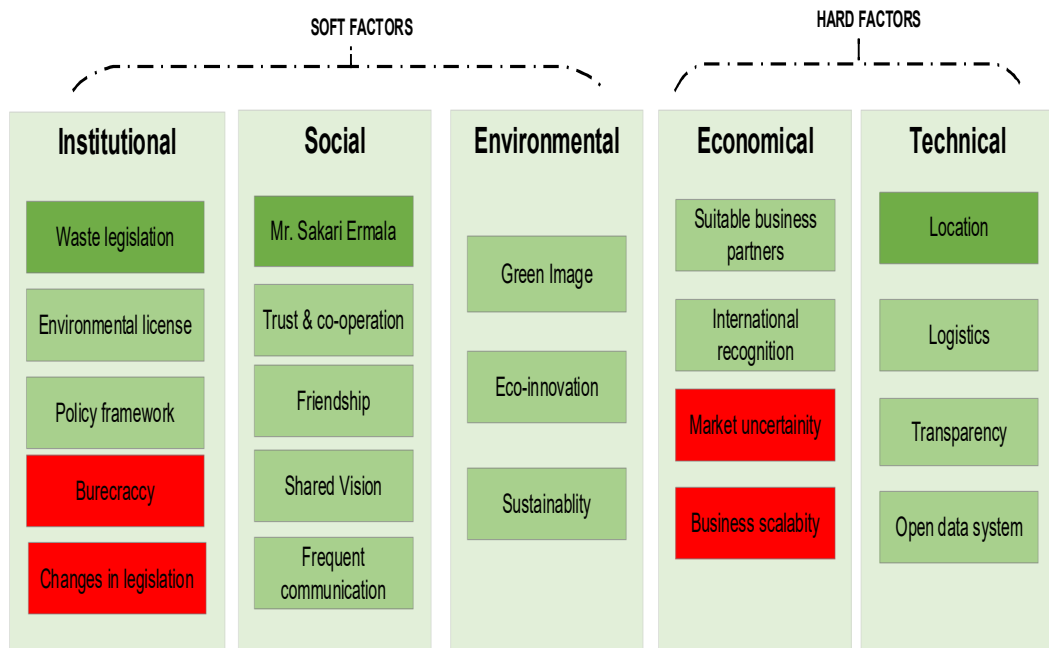 SOFT FACTORS
HARD FACTORS
Institutional
Waste legislation
Environmental license
Policy framework
Bureccracy
Changes in legislation
Social
Mr. Sakari Ermala
Trust & co-operation
Friendship
Shared Vision
Frequent
communication
Environmental
Green Image
Eco-innovation
Sustainablity
Economical
Suitable business
partners
International
recognition
Market uncertainity
Business scalabity
Technical
Location
Logistics
Transparency
Open data system